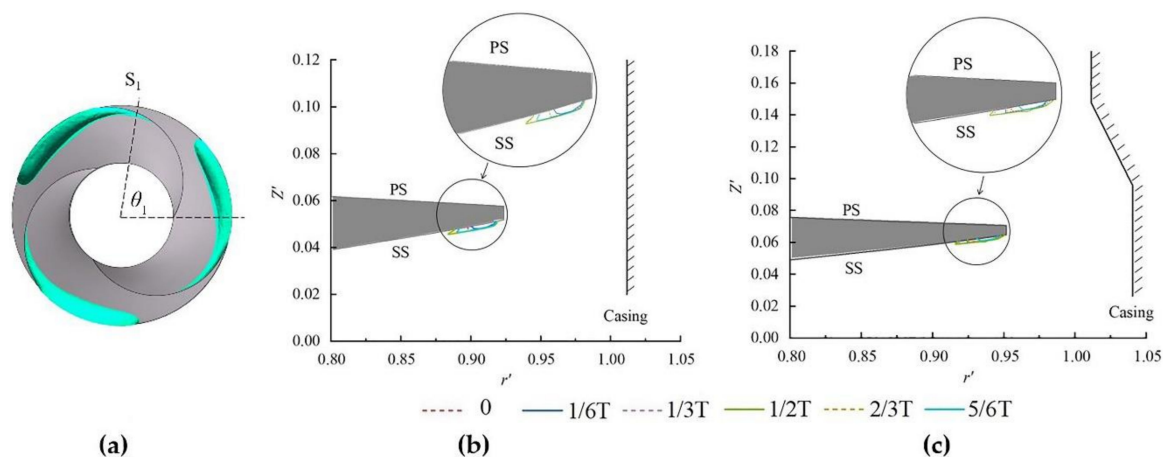 S1
θ1
(a)
0.12
0.10
0.08
0.06
0.04
0.02
0.00
Z'
0.80
0.85
0.90
0.95
1.00
1.05
r'
PS
SS
PS
SS
Casing
(b)
0.18
0.16
0.14
0.12
0.10
0.08
0.06
0.04
0.02
0.00
Z'
0.80
0.85
0.90
0.95
1.00
1.05
r'
PS
SS
PS
SS
Casing
(c)
0 1/6T 1/3T 1/2T 2/3T 5/6T